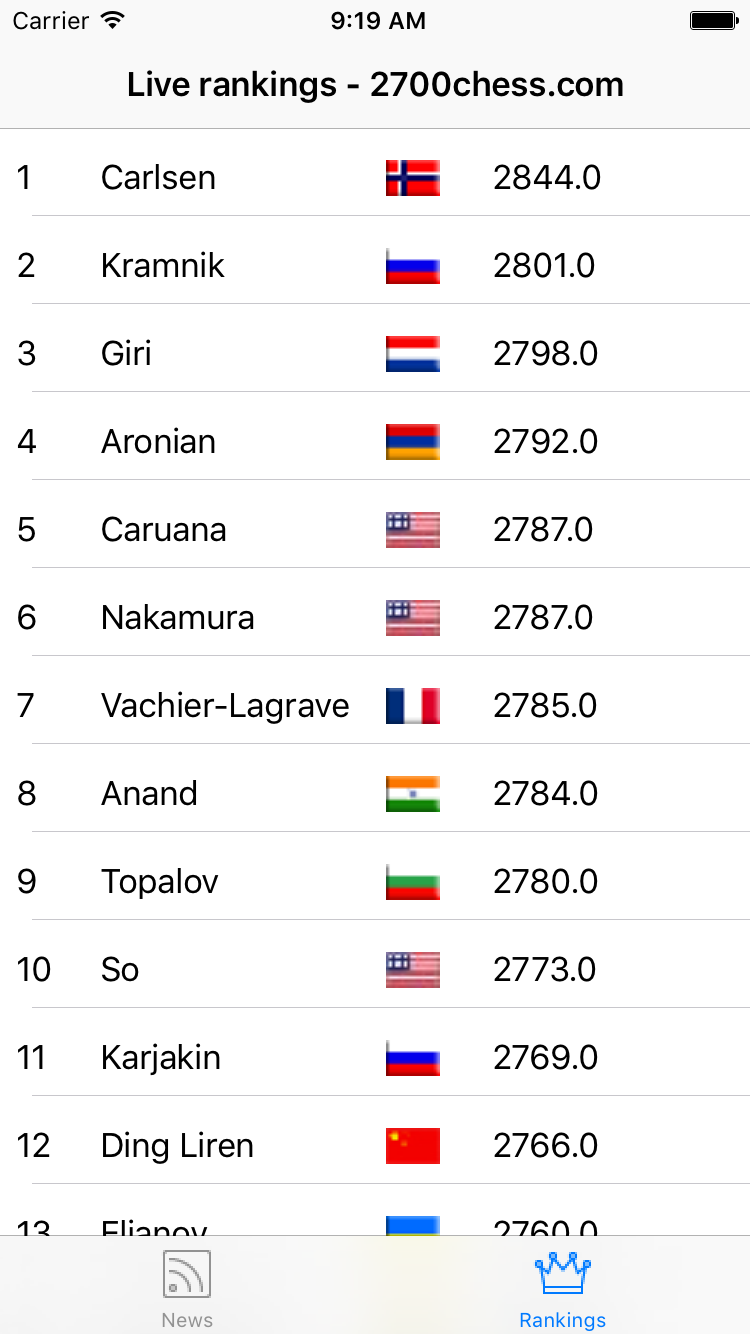 Carrier 9:19 AM
Live rankings - 2700chess.com
1 Carlsen 2844.0
2 Kramnik 2801.0
3 Giri 2798.0
4 Aronian 2792.0
5 Caruana 2787.0
6 Nakamura 2787.0
7 Vachier-Lagrave 2785.0
8 Anand 2784.0
9 Topalov 2780.0
10 So 2773.0
11 Karjakin 2769.0
12 Ding Liren 2766.0
13 Eljanov 2760.0
News Rankings